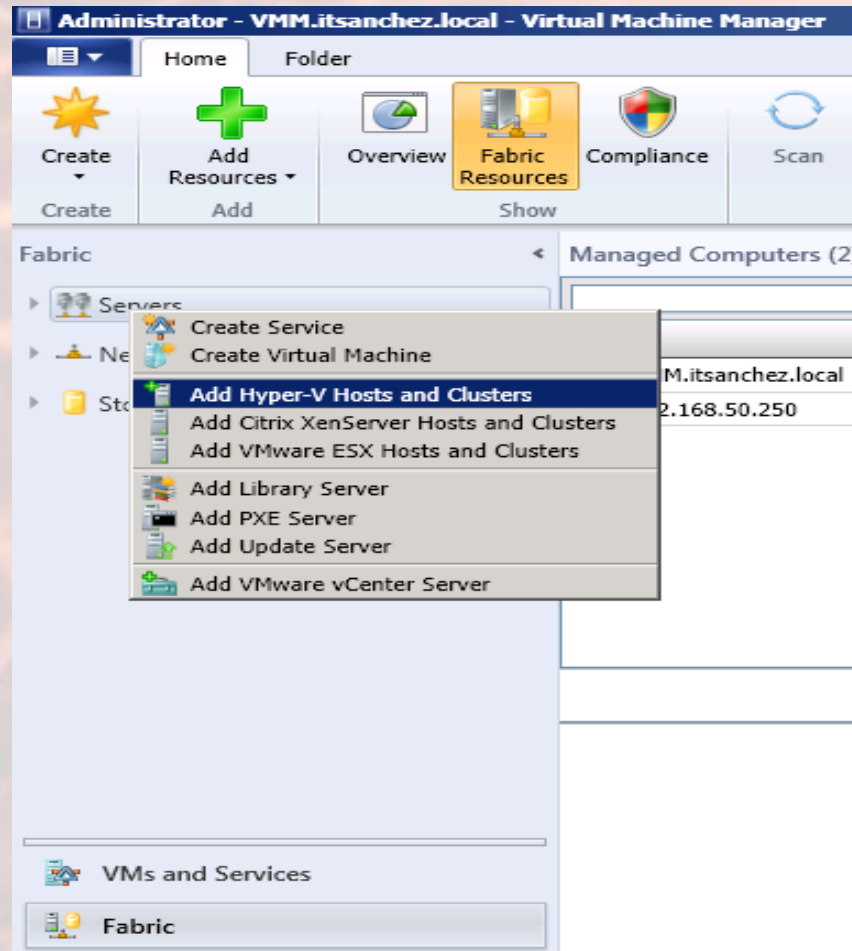 Administrator - VMM.itsanchez.local - Virtual Machine Manager
Home Folder
Create Add Resources Overview Fabric Resources Compliance Scan
Create Add Show
Fabric
Managed Computers (2
Servers
Create Service
Create Virtual Machine
Add Hyper-V Hosts and Clusters
M.itsanchez.local
Add Citrix XenServer Hosts and Clusters
2.168.50.250
Add VMware ESX Hosts and Clusters
Add Library Server
Add PXE Server
Add Update Server
Add VMware vCenter Server
VMs and Services
Fabric